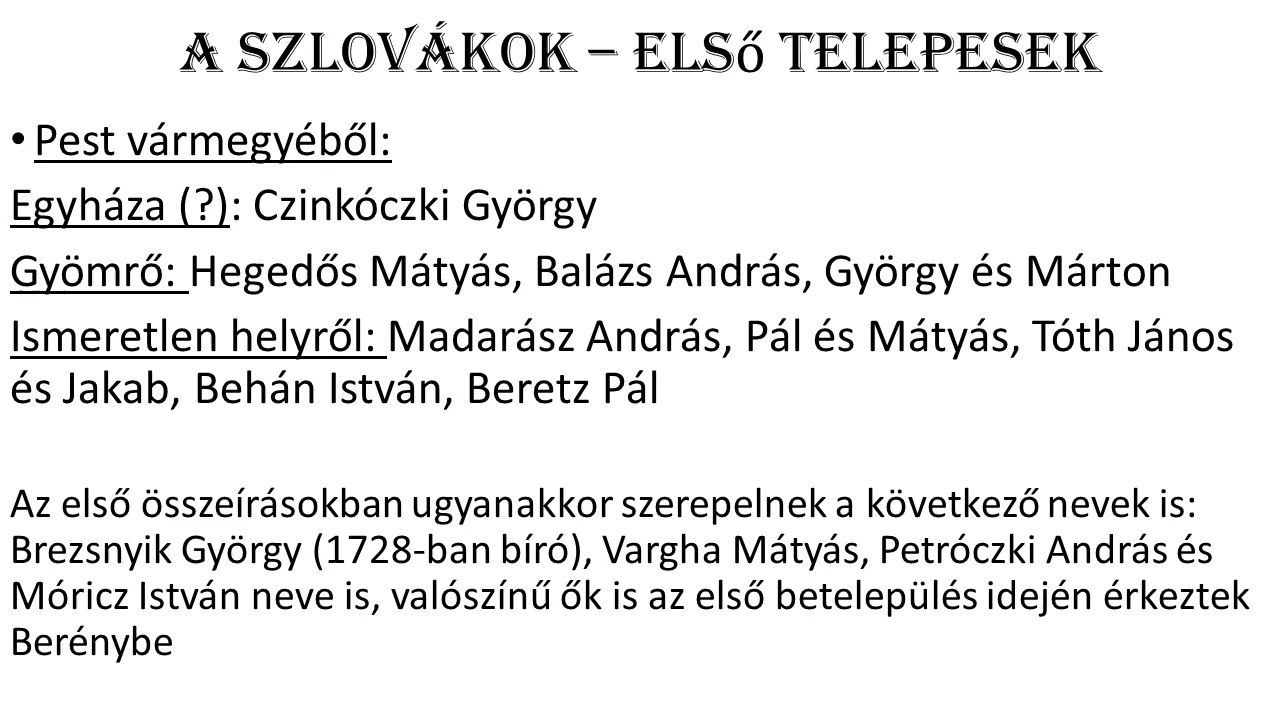 A SZLOVÁKOK – ELSŐ TELEPESEK
• Pest vármegyéből:
Egyháza (?): Czinkóczki György
Gyömrő: Hegedős Mátyás, Balázs András, György és Márton
Ismeretlen helyről: Madarász András, Pál és Mátyás, Tóth János
és Jakab, Behán István, Beretz Pál
Az első összeírásokban ugyanakkor szerepelnek a következő nevek is:
Brezsnyik György (1728-ban bíró), Vargha Mátyás, Petróczki András és
Móricz István neve is, valószínű ők is az első betelepülés idején érkeztek
Berénybe